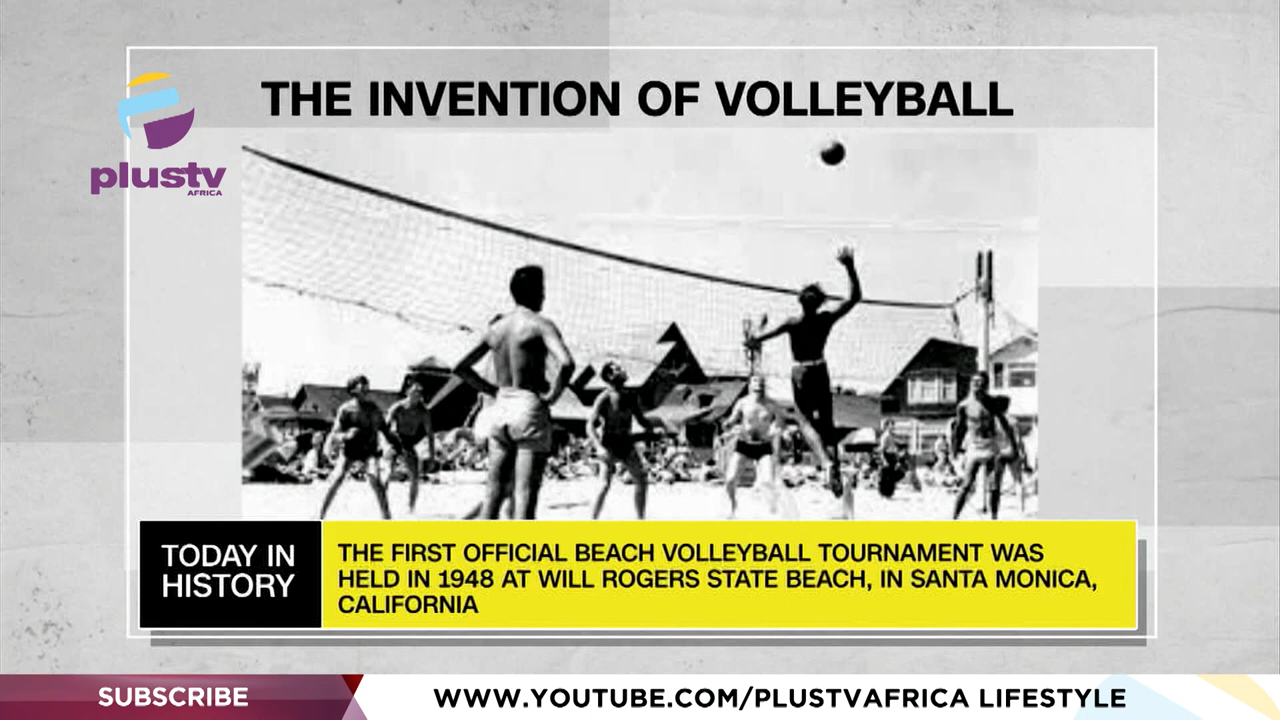 THE INVENTION OF VOLLEYBALL
plustv
AFRICA
TODAY IN
HISTORY
THE FIRST OFFICIAL BEACH VOLLEYBALL TOURNAMENT WAS
HELD IN 1948 AT WILL ROGERS STATE BEACH, IN SANTA MONICA,
CALIFORNIA
SUBSCRIBE
WWW.YOUTUBE.COM/PLUSTVAFRICA LIFESTYLE